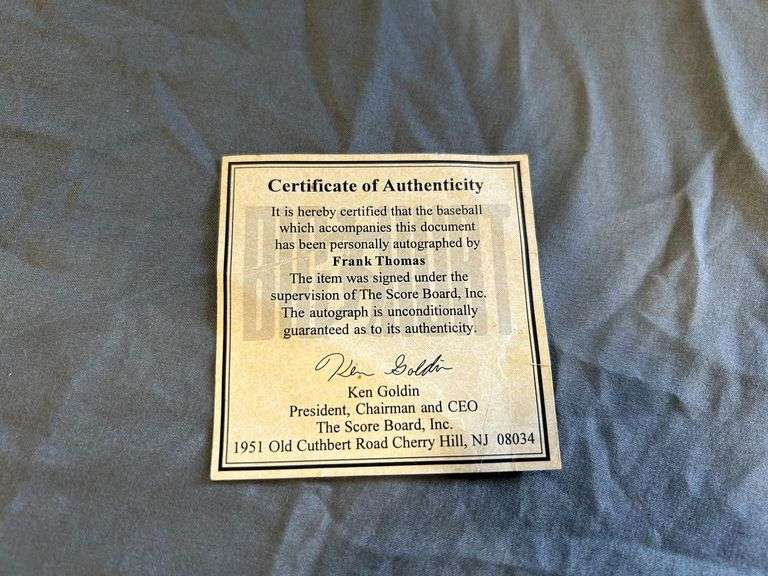 Certificate of Authenticity
It is hereby certified that the baseball
which accompanies this document
has been personally autographed by
Frank Thomas
The item was signed under the
supervision of The Score Board, Inc.
The autograph is unconditionally
guaranteed as to its authenticity.
Ken Goldin
Ken Goldin
President, Chairman and CEO
The Score Board, Inc.
1951 Old Cuthbert Road Cherry Hill, NJ 08034